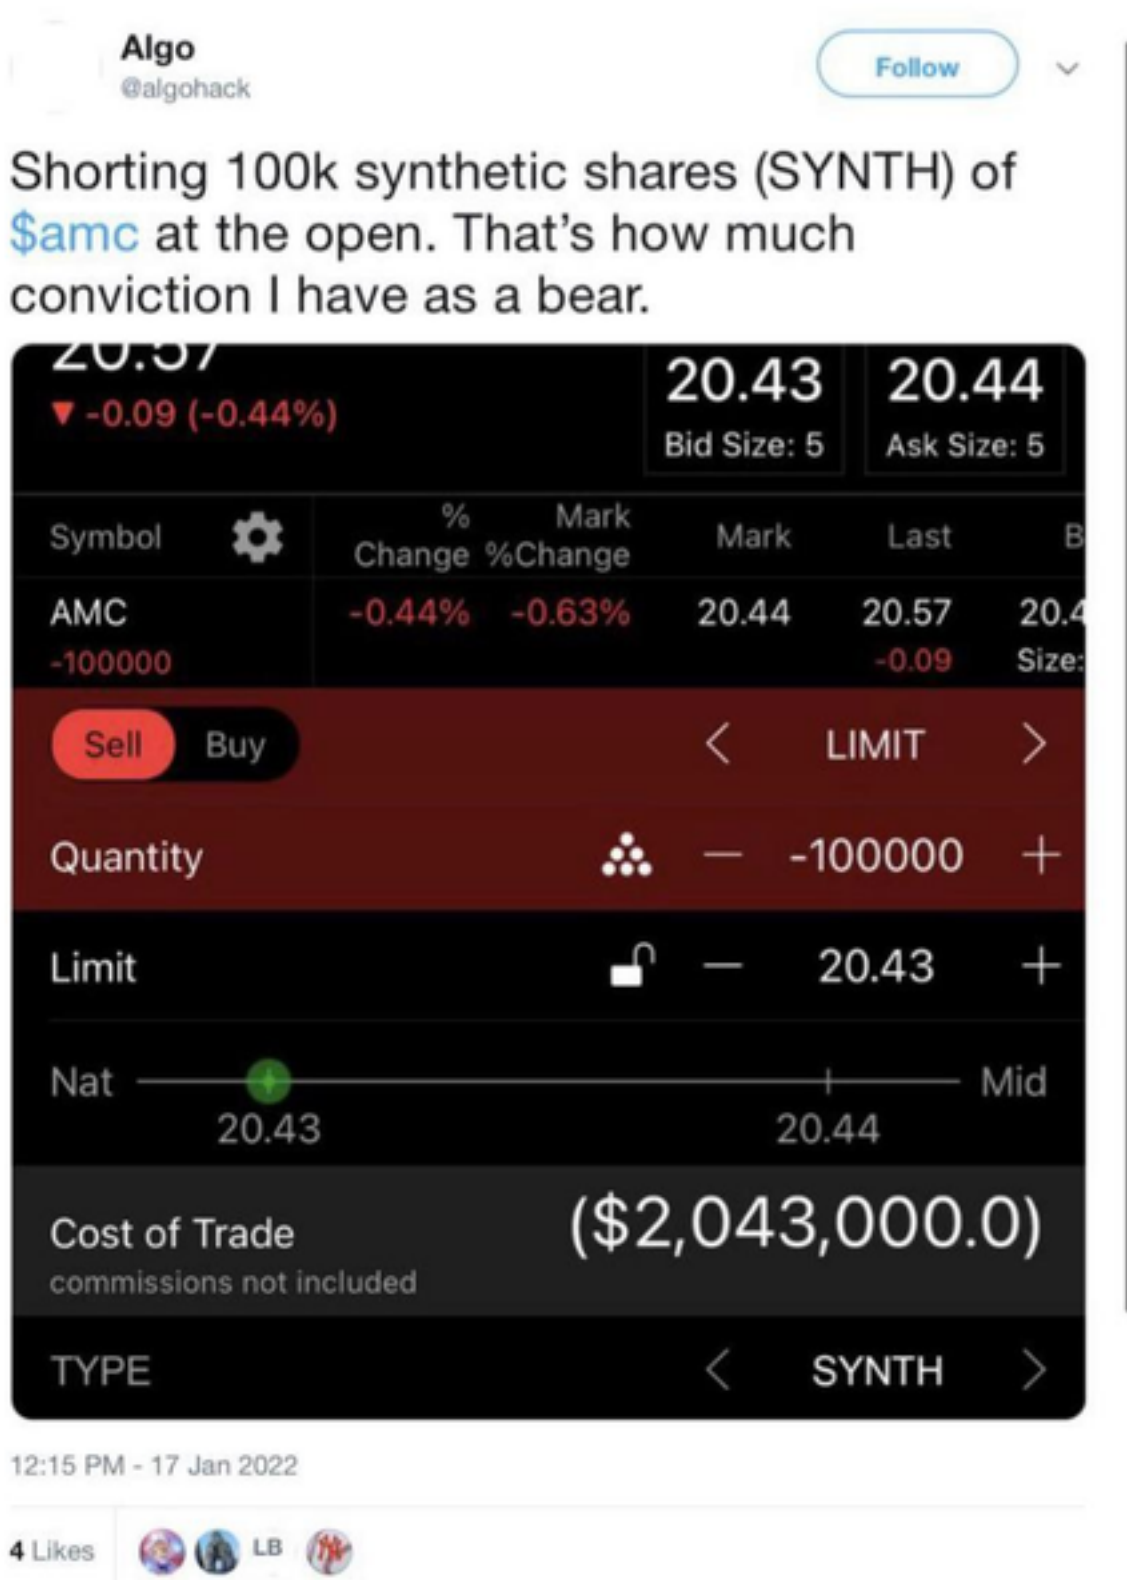 Algo
@algohack
Follow
Shorting 100k synthetic shares (SYNTH) of
$amc at the open. That’s how much
conviction I have as a bear.
20.57
▼ -0.09 (-0.44%)
20.43
Bid Size: 5
20.44
Ask Size: 5
Symbol
% Change
Mark %Change
Mark
Last
B
AMC
-100000
-0.44%
-0.63%
20.44
20.57
-0.09
20.4
Size:
Sell
Buy
< LIMIT >
Quantity
— -100000 +
Limit
— 20.43 +
Nat
20.43
20.44
Mid
Cost of Trade
commissions not included
($2,043,000.0)
TYPE
< SYNTH >
12:15 PM - 17 Jan 2022
4 Likes
LB